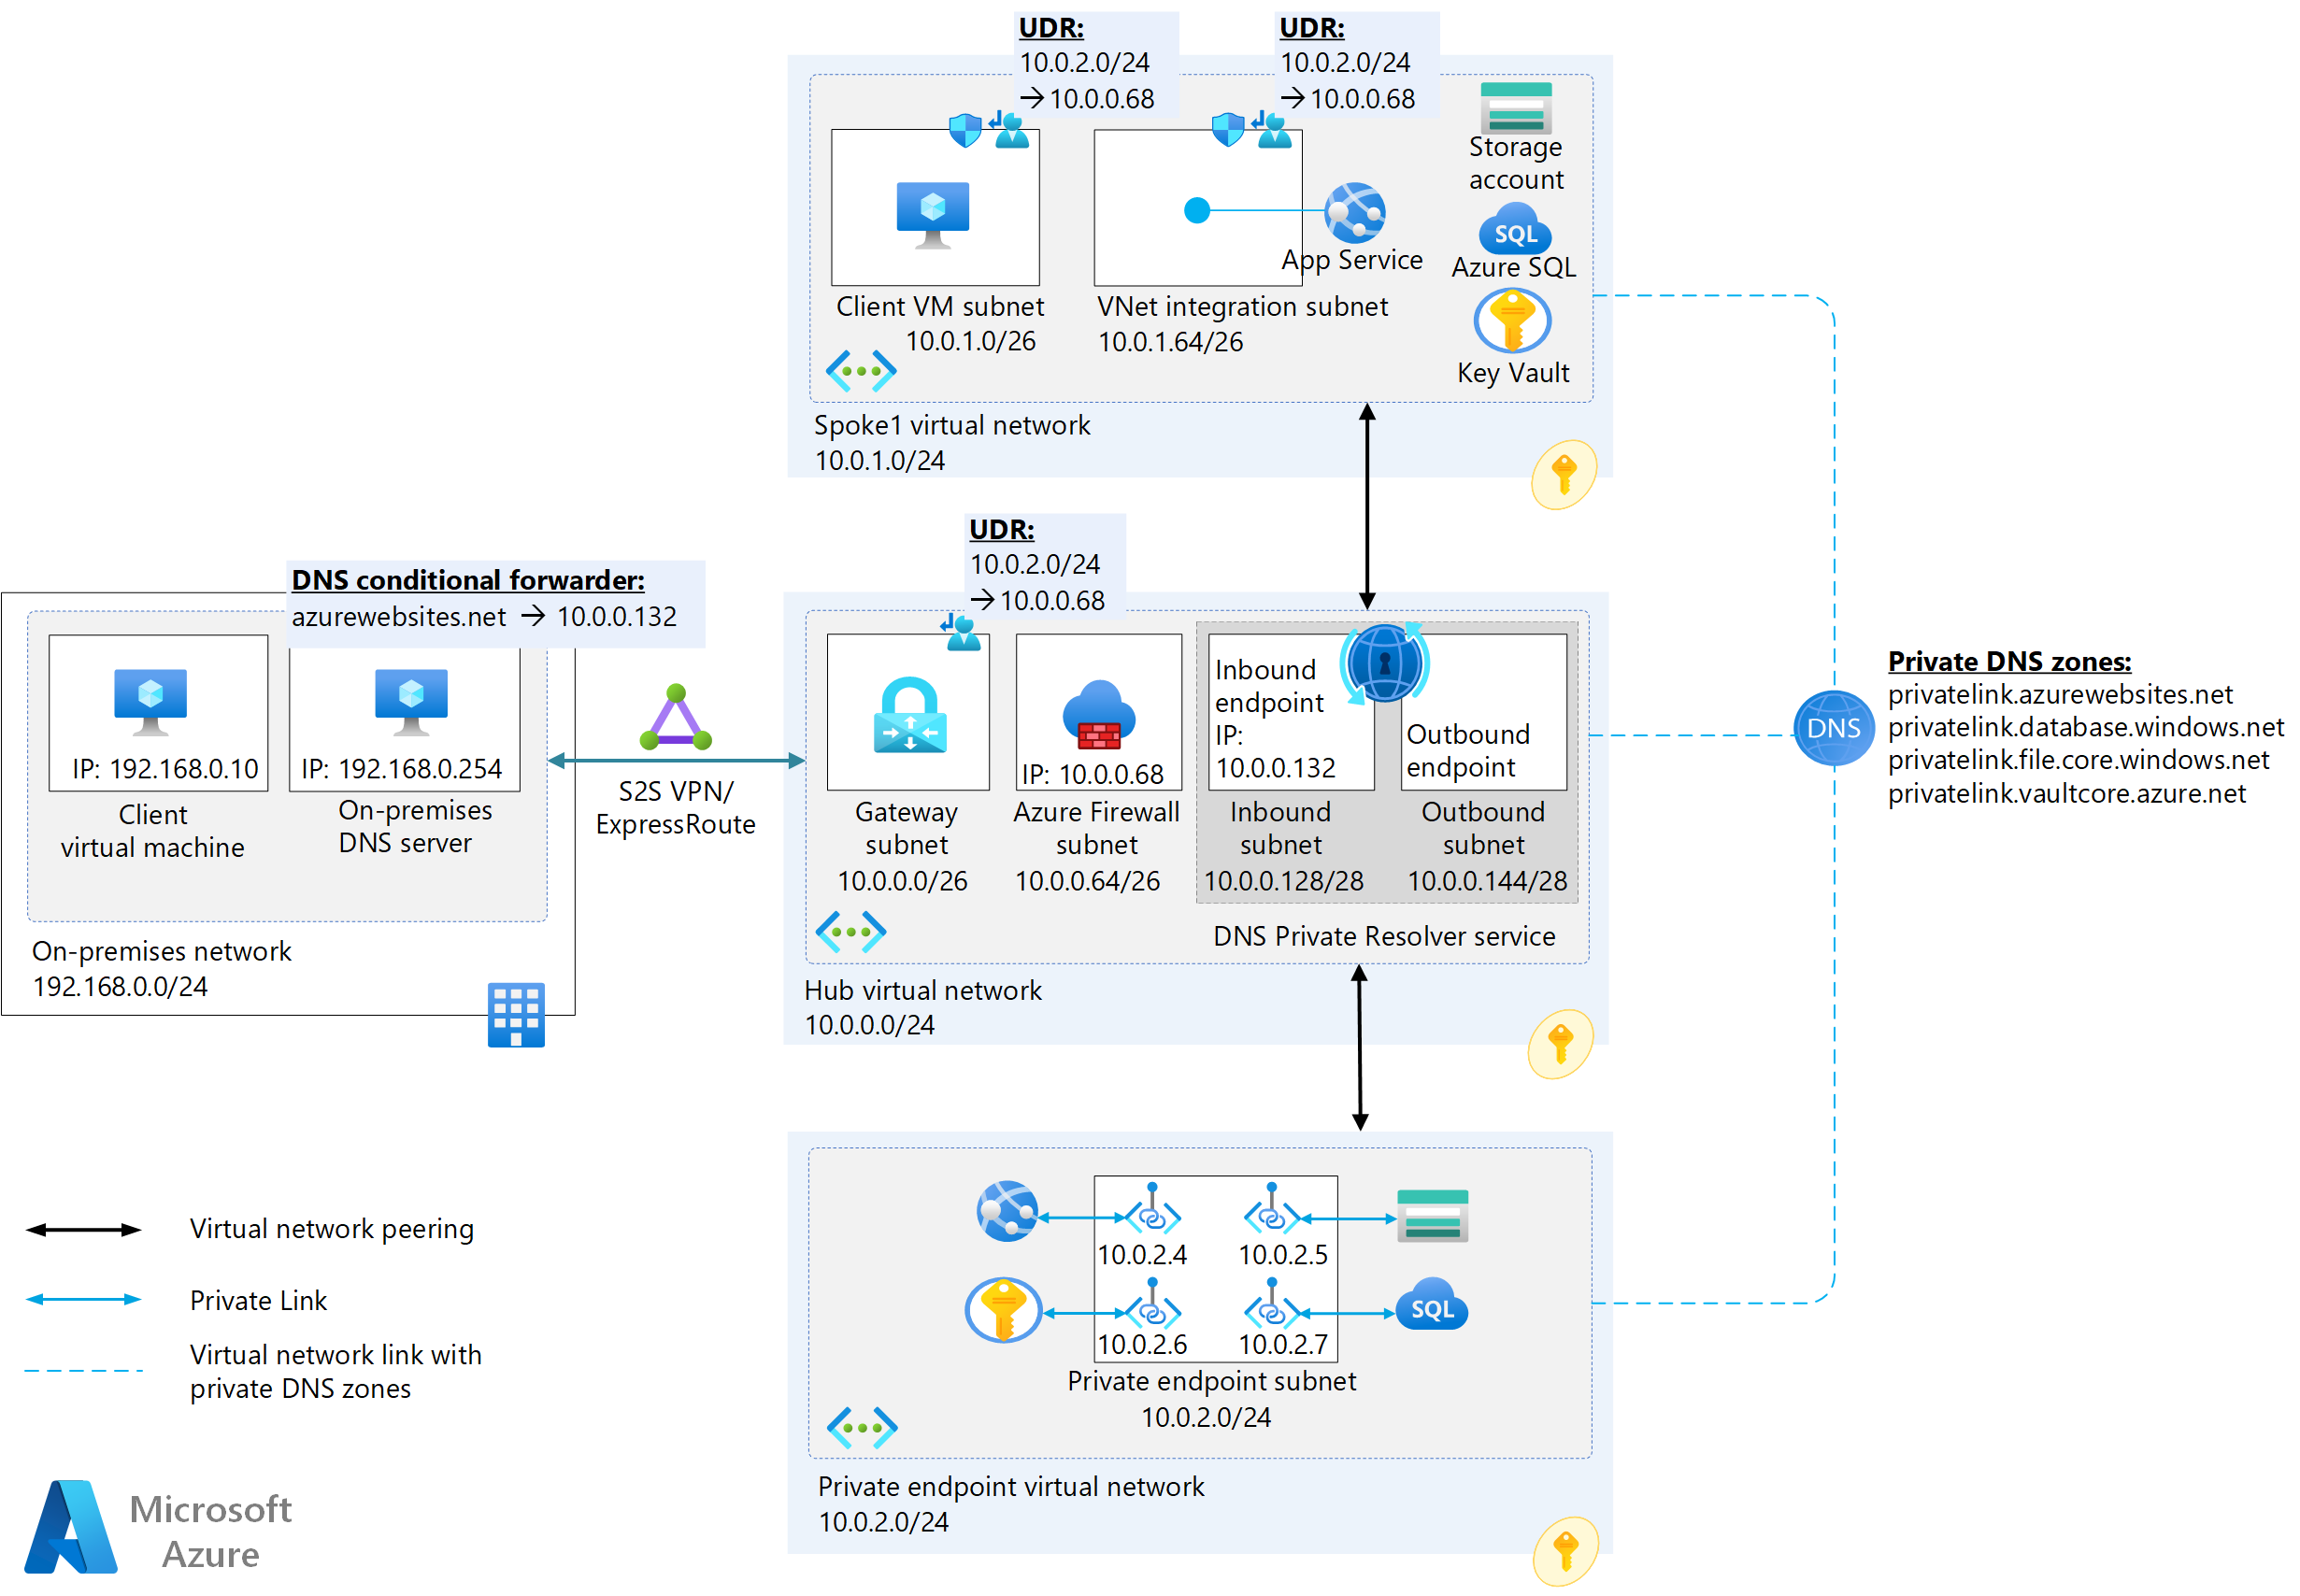 UDR:
10.0.2.0/24
→10.0.0.68
UDR:
10.0.2.0/24
→10.0.0.68
Storage
account
SQL
Azure SQL
Key Vault
App Service
Client VM subnet
10.0.1.0/26
VNet integration subnet
10.0.1.64/26
Spoke1 virtual network
10.0.1.0/24
DNS conditional forwarder:
azurewebsites.net → 10.0.0.132
IP: 192.168.0.10
Client
virtual machine
IP: 192.168.0.254
On-premises
DNS server
On-premises network
192.168.0.0/24
S2S VPN/
ExpressRoute
UDR:
10.0.2.0/24
→10.0.0.68
Gateway
subnet
10.0.0.0/26
IP: 10.0.0.68
Azure Firewall
subnet
10.0.0.64/26
Inbound
endpoint
IP:
10.0.0.132
Inbound
subnet
10.0.0.128/28
Outbound
endpoint
Outbound
subnet
10.0.0.144/28
DNS Private Resolver service
Hub virtual network
10.0.0.0/24
DNS
Private DNS zones:
privatelink.azurewebsites.net
privatelink.database.windows.net
privatelink.file.core.windows.net
privatelink.vaultcore.azure.net
10.0.2.4
10.0.2.5
10.0.2.6
10.0.2.7
SQL
Private endpoint subnet
10.0.2.0/24
Private endpoint virtual network
10.0.2.0/24
Virtual network peering
Private Link
Virtual network link with
private DNS zones
Microsoft
Azure